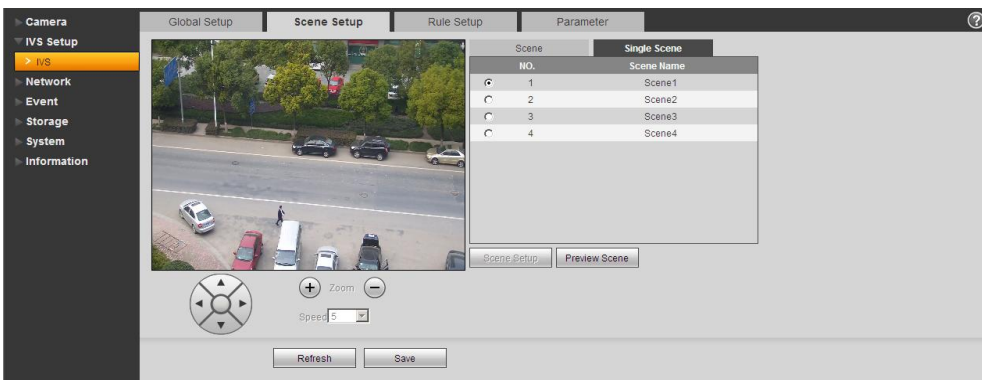 Camera
IVS Setup
> IVS
Network
Event
Storage
System
Information
Global Setup
Scene Setup
Rule Setup
Parameter
?
Scene
Single Scene
NO. Scene Name
1 Scene1
2 Scene2
3 Scene3
4 Scene4
Scene Setup
Preview Scene
+ Zoom −
Speed 5
Refresh
Save